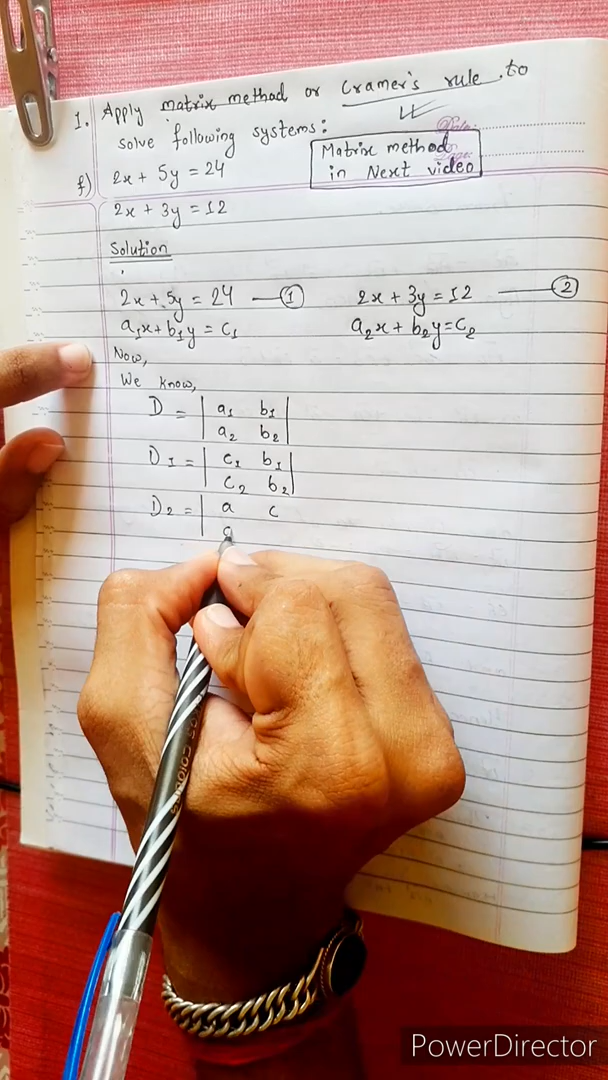 1. Apply matrix method or Cramer's rule to
solve following systems:
Matrix method
in Next video
f) 2x + 5y = 24
2x + 3y = 12
Solution
2x + 5y = 24 — ① 2x + 3y = 12 — ②
a₁x + b₁y = c₁ a₂x + b₂y = c₂
Now,
We know,
D = | a₁ b₁ |
| a₂ b₂ |
D₁ = | c₁ b₁ |
| c₂ b₂ |
D₂ = | a c
| a
PowerDirector